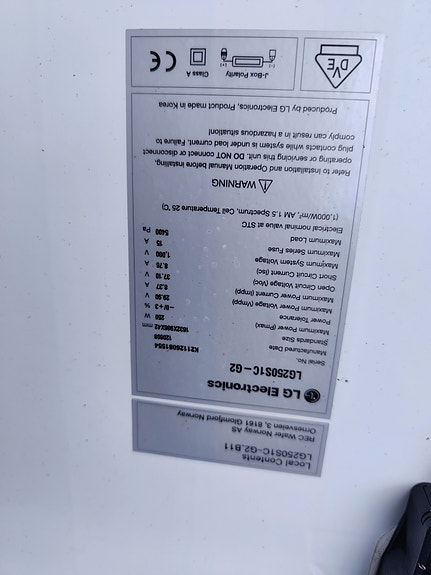 Local Contents
LG250S1C-G2.B11
REC Wafer Norway AS
Ornesveien 3, 8161 Glomfjord Norway
LG Electronics
LG250S1C-G2
Serial No. K21126081554
Manufactured Date 120608
Standards Size 1632X986X42 mm
Maximum Power (Pmax) 250 W
Power Tolerance -0/+3 %
Maximum Power Voltage (Vmpp) 29.90 V
Maximum Power Current (Impp) 8.37 A
Open Circuit Voltage (Voc) 37.10 V
Short Circuit Current (Isc) 8.76 A
Maximum System Voltage 1,000 V
Maximum Series Fuse 15 A
Maximum Load 5400 Pa
Electrical nominal value at STC
(1,000W/m², AM 1.5 Spectrum, Cell Temperature 25 °C)
WARNING
Refer to Installation and Operation Manual before installing,
operating or servicing this unit. DO NOT connect or disconnect
plug contacts while system is under load current. Failure to
comply can result in a hazardous situation!
Produced by LG Electronics, Product made in Korea
DVE
(-) (+)
J-Box Polarity
Class A
CE